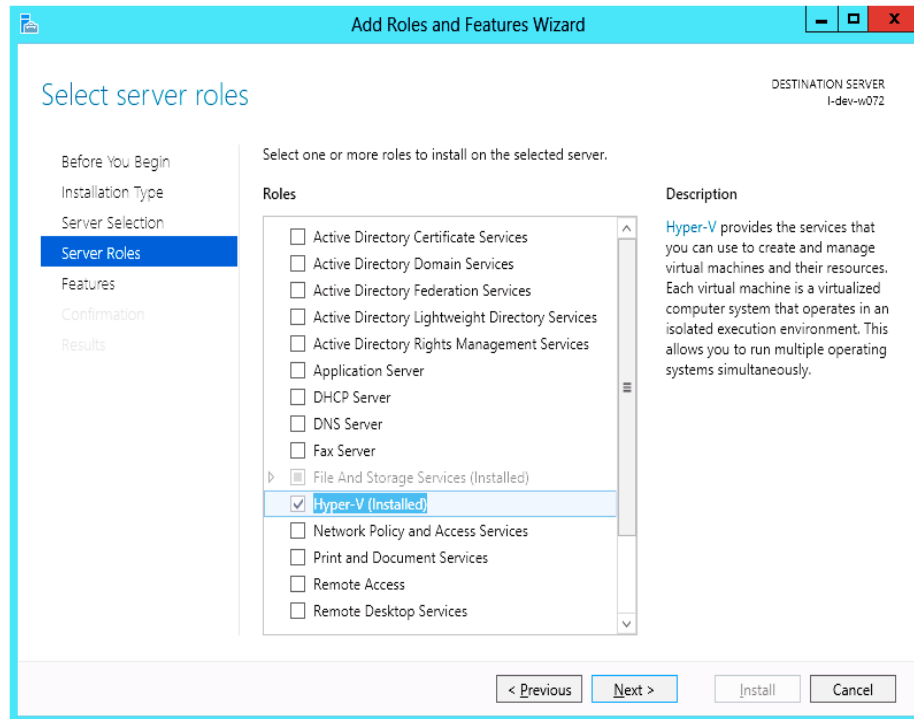 Add Roles and Features Wizard
Select server roles
DESTINATION SERVER
l-dev-w072
Before You Begin
Installation Type
Server Selection
Server Roles
Features
Confirmation
Results
Select one or more roles to install on the selected server.
Roles
Active Directory Certificate Services
Active Directory Domain Services
Active Directory Federation Services
Active Directory Lightweight Directory Services
Active Directory Rights Management Services
Application Server
DHCP Server
DNS Server
Fax Server
File And Storage Services (Installed)
Hyper-V (Installed)
Network Policy and Access Services
Print and Document Services
Remote Access
Remote Desktop Services
Description
Hyper-V provides the services that
you can use to create and manage
virtual machines and their resources.
Each virtual machine is a virtualized
computer system that operates in an
isolated execution environment. This
allows you to run multiple operating
systems simultaneously.
< Previous
Next >
Install
Cancel